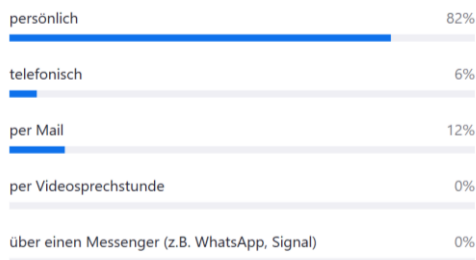 persönlich 82%
telefonisch 6%
per Mail 12%
per Videosprechstunde 0%
über einen Messenger (z.B. WhatsApp, Signal) 0%